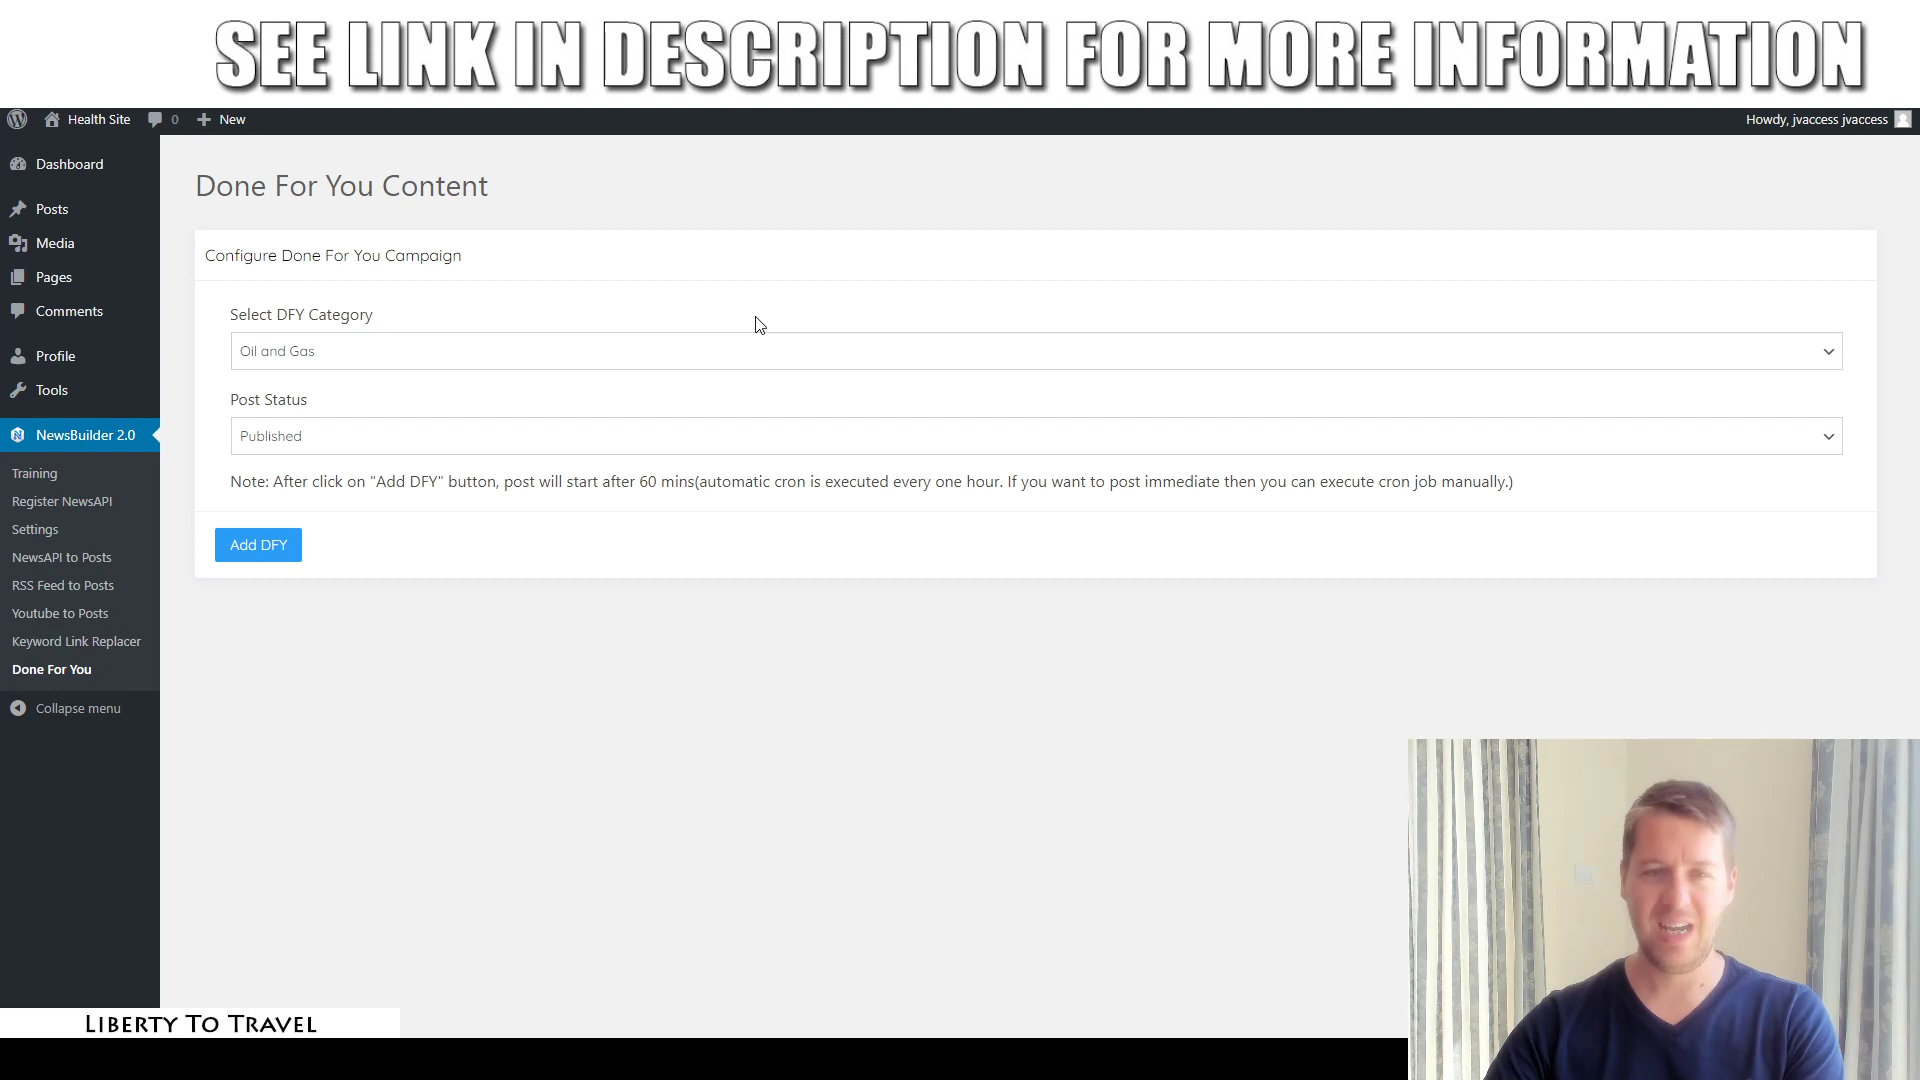 SEE LINK IN DESCRIPTION FOR MORE INFORMATION
Health Site 0 New Howdy, jvaccess jvaccess
Dashboard
Posts
Media
Pages
Comments
Profile
Tools
NewsBuilder 2.0
Training
Register NewsAPI
Settings
NewsAPI to Posts
RSS Feed to Posts
Youtube to Posts
Keyword Link Replacer
Done For You
Collapse menu
Done For You Content
Configure Done For You Campaign
Select DFY Category
Oil and Gas
Post Status
Published
Note: After click on "Add DFY" button, post will start after 60 mins(automatic cron is executed every one hour. If you want to post immediate then you can execute cron job manually.)
Add DFY
Liberty To Travel